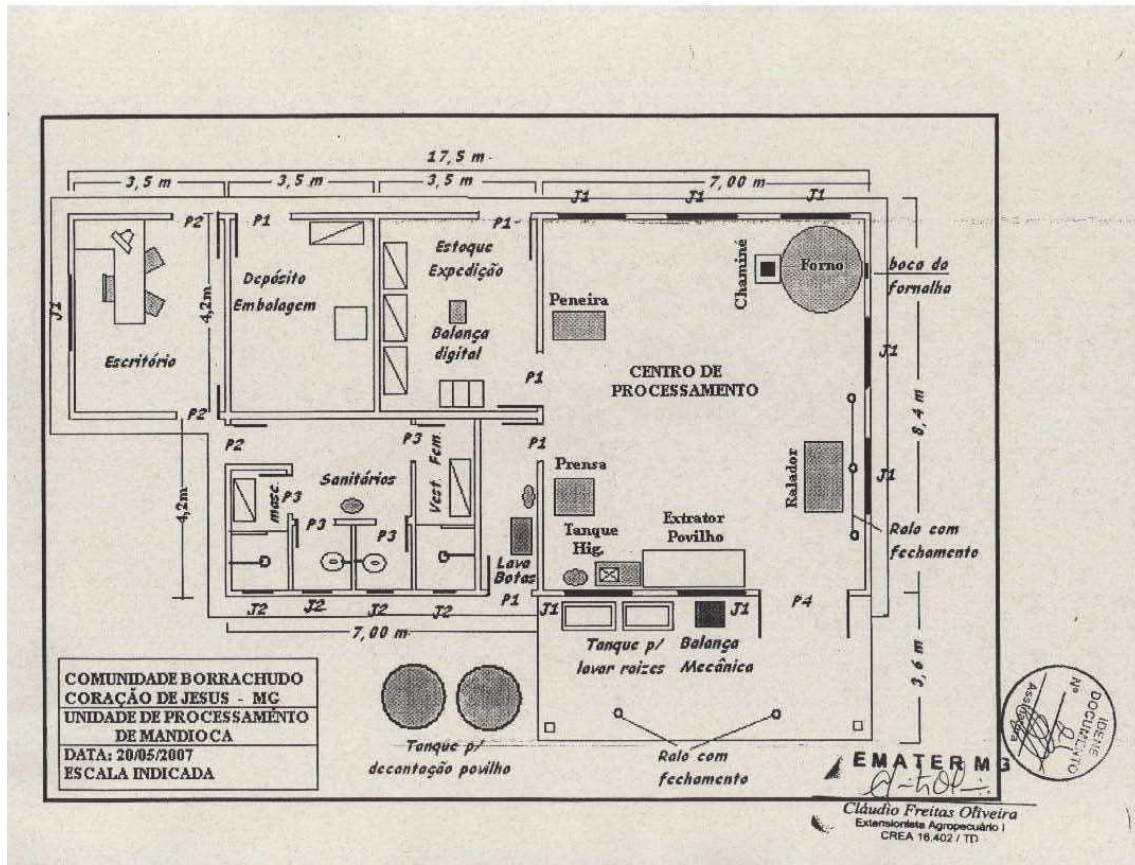 17,5 m
3,5 m
3,5 m
3,5 m
7,00 m
J1
J1
J1
P2
P1
P1
Estoque
Expedição
Depósito
Embalagem
4,2m
J1
Escritório
Balança
digital
Peneira
Chaminé
Forno
boca da
fornalha
CENTRO DE
PROCESSAMENTO
J1
8,4 m
P1
P2
P2
P3
P1
Sanitários
Vest. Fem.
masc.
P3
P3
P3
4,2m
Prensa
Tanque
Hig.
Extrator
Povilho
Ralador
J1
Ralo com
fechamento
Lava
Botas
P1
J2
J2
J2
J2
7,00 m
J1
J1
P4
Tanque p/
lavar raizes
Balança
Mecânica
3,6 m
COMUNIDADE BORRACHUDO
CORAÇÃO DE JESUS - MG
UNIDADE DE PROCESSAMENTO
DE MANDIOCA
DATA: 20/05/2007
ESCALA INDICADA
Tanque p/
decantação povilho
Ralo com
fechamento
IDENE
DOCUMENTO
Nº
EMATER MG
Cláudio Freitas Oliveira
Extensionista Agropecuário I
CREA 16.402 / TD